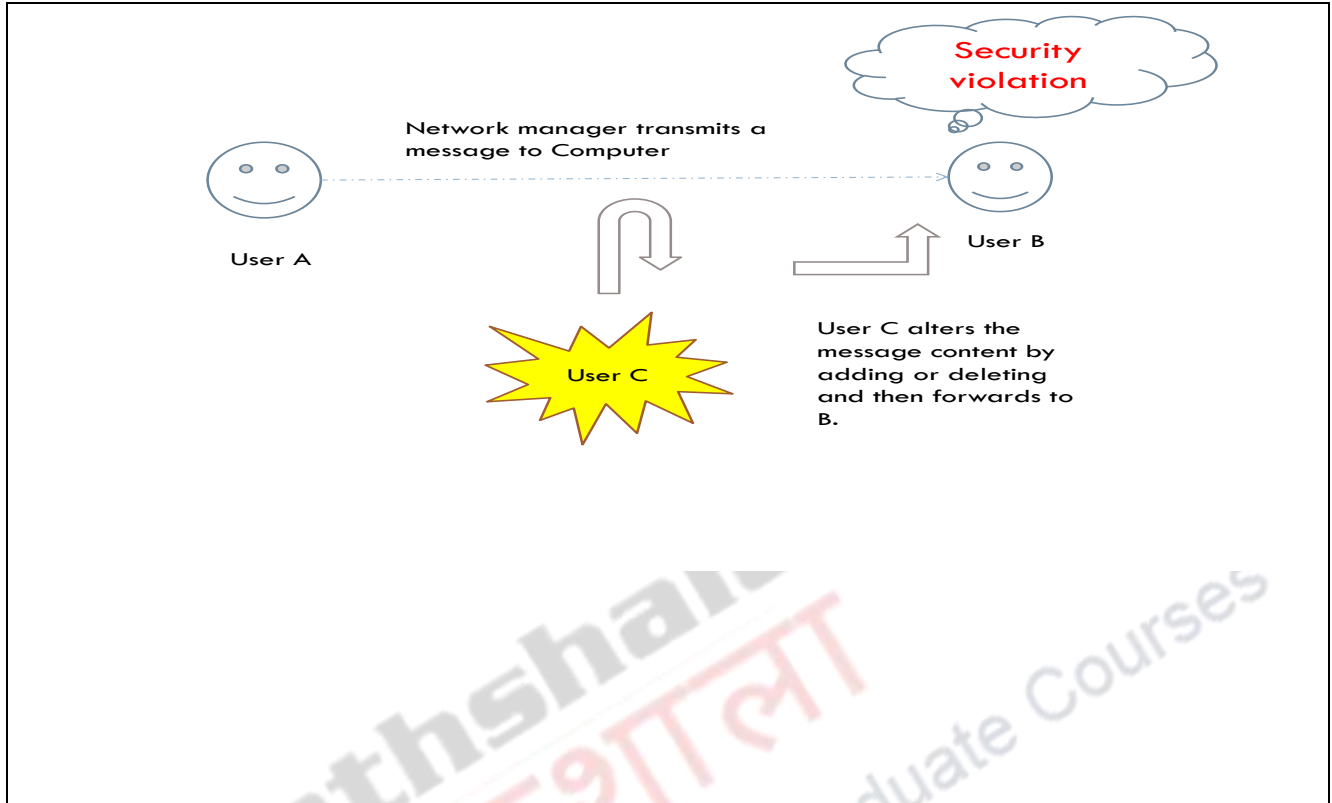 Security
violation
Network manager transmits a
message to Computer
User A
User B
User C
User C alters the
message content by
adding or deleting
and then forwards to
B.
Courses